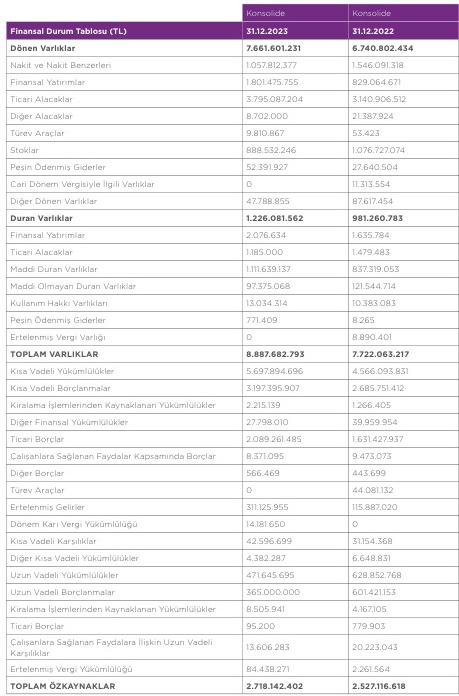 Konsolide Konsolide
Finansal Durum Tablosu (TL) 31.12.2023 31.12.2022
Dönen Varlıklar 7.661.601.231 6.740.802.434
Nakit ve Nakit Benzerleri 1.057.812.377 1.546.091.318
Finansal Yatırımlar 1.801.475.755 829.064.671
Ticari Alacaklar 3.795.087.204 3.140.906.512
Diğer Alacaklar 8.702.000 21.387.924
Türev Araçlar 9.810.867 53.423
Stoklar 888.532.246 1.076.727.074
Peşin Ödenmiş Giderler 52.391.927 27.640.504
Cari Dönem Vergisiyle İlgili Varlıklar 0 11.313.554
Diğer Dönen Varlıklar 47.788.855 87.617.454
Duran Varlıklar 1.226.081.562 981.260.783
Finansal Yatırımlar 2.076.634 1.635.784
Ticari Alacaklar 1.185.000 1.479.483
Maddi Duran Varlıklar 1.111.639.137 837.319.053
Maddi Olmayan Duran Varlıklar 97.375.068 121.544.714
Kullanım Hakkı Varlıkları 13.034.314 10.383.083
Peşin Ödenmiş Giderler 771.409 8.265
Ertelenmiş Vergi Varlığı 0 8.890.401
TOPLAM VARLIKLAR 8.887.682.793 7.722.063.217
Kısa Vadeli Yükümlülükler 5.697.894.696 4.566.093.831
Kısa Vadeli Borçlanmalar 3.197.395.907 2.685.751.412
Kiralama İşlemlerinden Kaynaklanan Yükümlülükler 2.215.139 1.266.405
Diğer Finansal Yükümlülükler 27.798.010 39.959.954
Ticari Borçlar 2.089.261.485 1.631.427.937
Çalışanlara Sağlanan Faydalar Kapsamında Borçlar 8.371.095 9.473.073
Diğer Borçlar 566.469 443.699
Türev Araçlar 0 44.081.132
Ertelenmiş Gelirler 311.125.955 115.887.020
Dönem Karı Vergi Yükümlülüğü 14.181.650 0
Kısa Vadeli Karşılıklar 42.596.699 31.154.368
Diğer Kısa Vadeli Yükümlülükler 4.382.287 6.648.831
Uzun Vadeli Yükümlülükler 471.645.695 628.852.768
Uzun Vadeli Borçlanmalar 365.000.000 601.421.153
Kiralama İşlemlerinden Kaynaklanan Yükümlülükler 8.505.941 4.167.105
Ticari Borçlar 95.200 779.903
Çalışanlara Sağlanan Faydalara İlişkin Uzun Vadeli
Karşılıklar 13.606.283 20.223.043
Ertelenmiş Vergi Yükümlülüğü 84.438.271 2.261.564
TOPLAM ÖZKAYNAKLAR 2.718.142.402 2.527.116.618